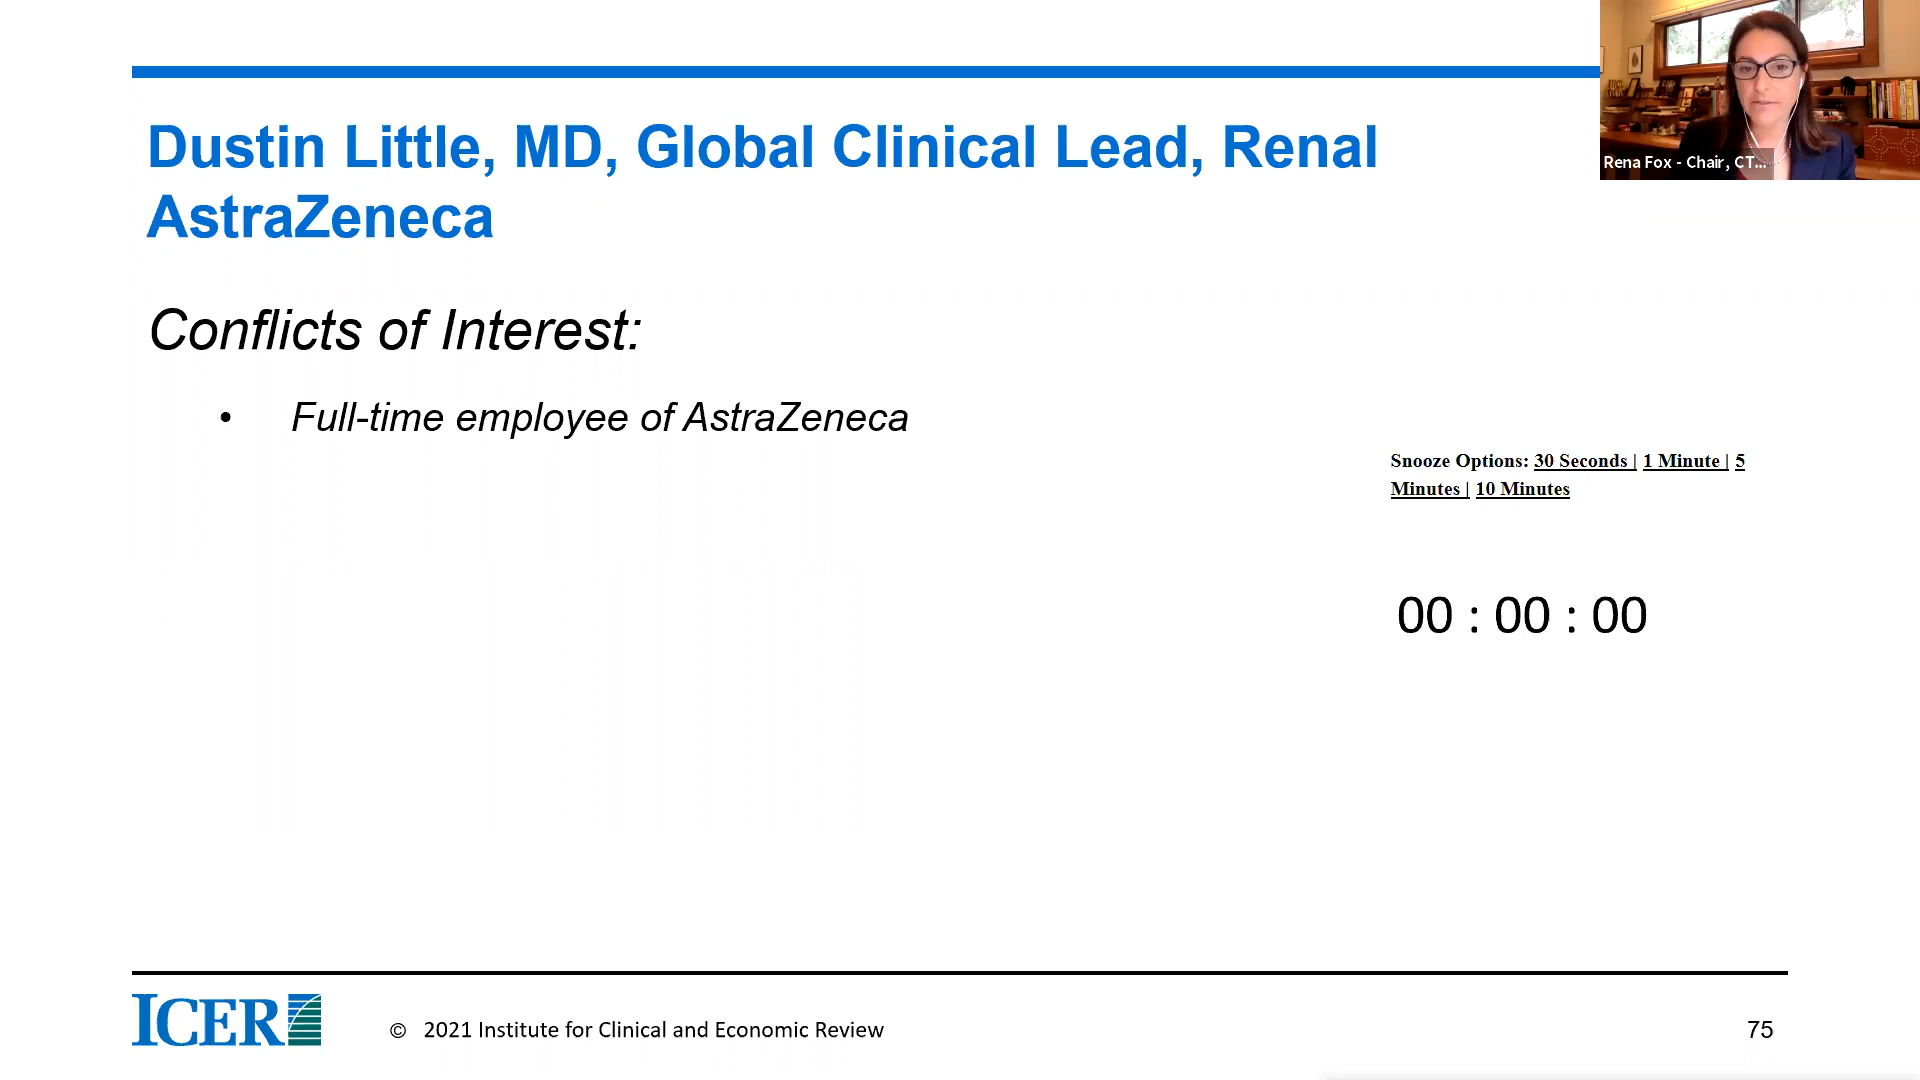 Dustin Little, MD, Global Clinical Lead, Renal
AstraZeneca
Rena Fox - Chair, CT...
Conflicts of Interest:
• Full-time employee of AstraZeneca
Snooze Options: 30 Seconds | 1 Minute | 5
Minutes | 10 Minutes
00 : 00 : 00
ICER
© 2021 Institute for Clinical and Economic Review
75